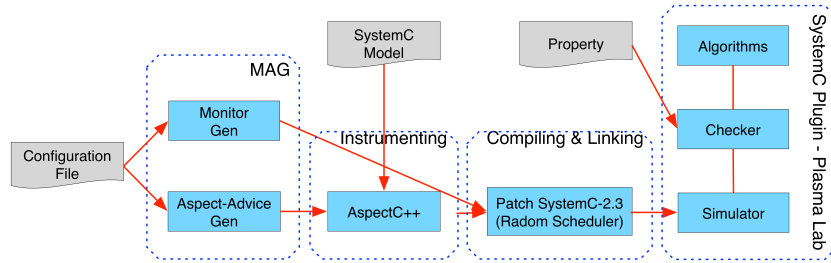 SystemC
Model
Property
Algorithms
MAG
Monitor
Gen
Instrumenting
Compiling & Linking
Checker
Configuration
File
Aspect-Advice
Gen
AspectC++
Patch SystemC-2.3
(Radom Scheduler)
Simulator
SystemC Plugin - Plasma Lab